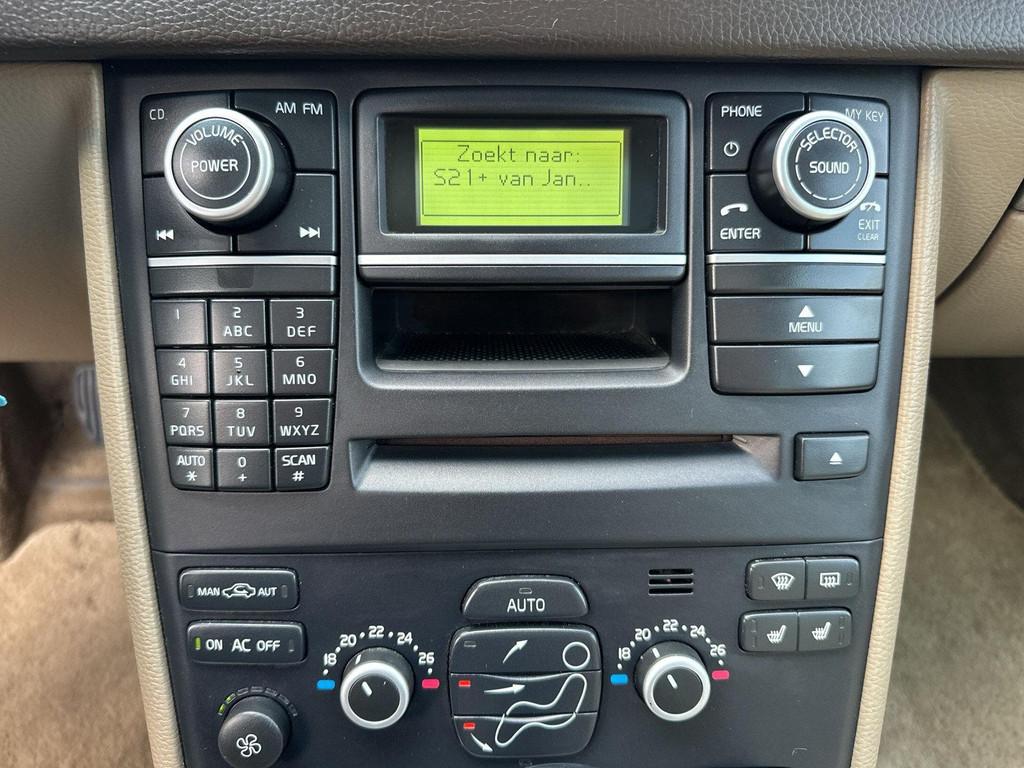 CD
AM FM
VOLUME
POWER
Zoekt naar:
S21+ van Jan..
PHONE
MY KEY
SELECTOR
SOUND
ENTER
EXIT
CLEAR
1
2
ABC
3
DEF
4
GHI
5
JKL
6
MNO
7
PQRS
8
TUV
9
WXYZ
AUTO
*
0
+
SCAN
#
MENU
MAN AUT
ON AC OFF
AUTO
18 20 22 24 26
18 20 22 24 26